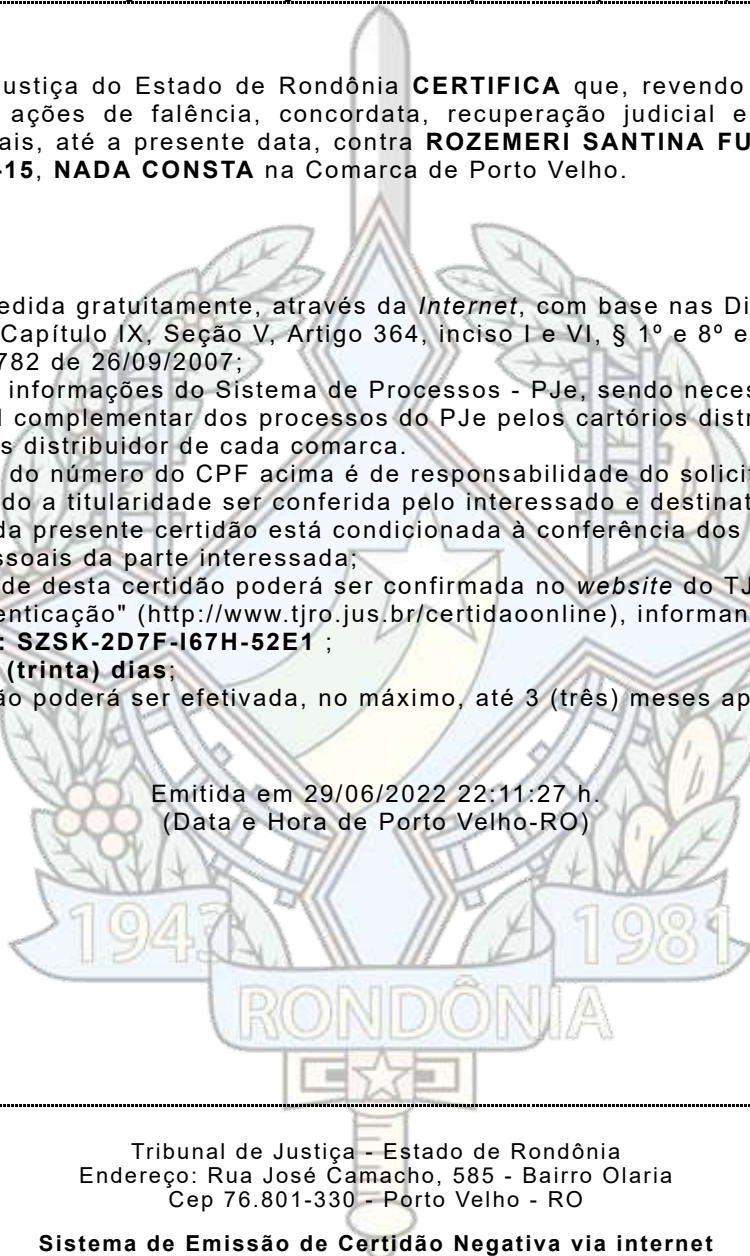 ustiça do Estado de Rondônia CERTIFICA que, revendo
ações de falência, concordata, recuperação judicial e
ais, até a presente data, contra ROZEMERI SANTINA FU
-15, NADA CONSTA na Comarca de Porto Velho.
edida gratuitamente, através da Internet, com base nas Di
Capítulo IX, Seção V, Artigo 364, inciso I e VI, § 1º e 8º e
782 de 26/09/2007;
informações do Sistema de Processos - PJe, sendo neces
l complementar dos processos do PJe pelos cartórios distr
s distribuidor de cada comarca.
do número do CPF acima é de responsabilidade do solicit
do a titularidade ser conferida pelo interessado e destinat
da presente certidão está condicionada à conferência dos
ssoais da parte interessada;
de desta certidão poderá ser confirmada no website do TJ
enticação" (http://www.tjro.jus.br/certidaoonline), informan
: SZSK-2D7F-I67H-52E1 ;
(trinta) dias;
ão poderá ser efetivada, no máximo, até 3 (três) meses ap
Emitida em 29/06/2022 22:11:27 h.
(Data e Hora de Porto Velho-RO)
1943
1981
RONDÔNIA
Tribunal de Justiça - Estado de Rondônia
Endereço: Rua José Camacho, 585 - Bairro Olaria
Cep 76.801-330 - Porto Velho - RO
Sistema de Emissão de Certidão Negativa via internet